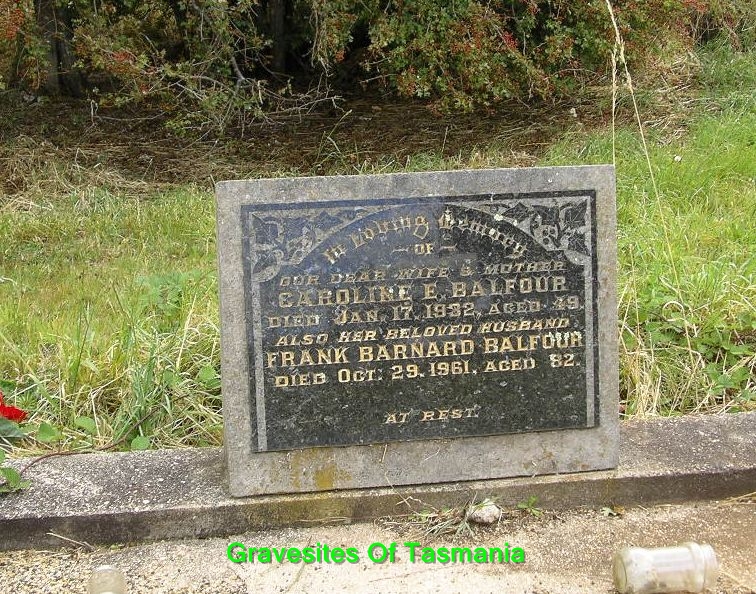 In Loving Memory
OF
OUR DEAR WIFE & MOTHER
CAROLINE E. BALFOUR
DIED JAN. 17, 1932, AGED 49.
ALSO HER BELOVED HUSBAND
FRANK BARNARD BALFOUR
DIED OCT. 29, 1961, AGED 82.
AT REST.
Gravesites Of Tasmania